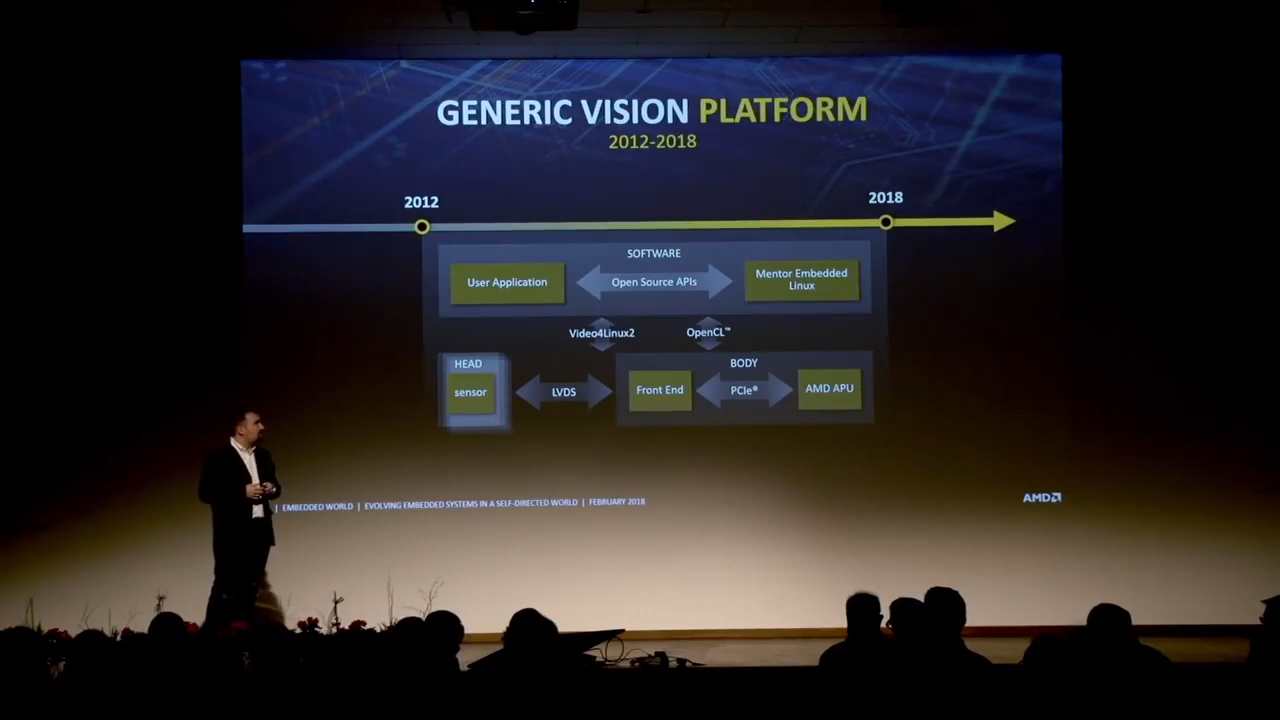 GENERIC VISION PLATFORM
2012-2018
2012
2018
SOFTWARE
User Application
Open Source APIs
Mentor Embedded
Linux
Video4Linux2
OpenCL™
HEAD
sensor
LVDS
BODY
Front End
PCIe®
AMD APU
| EMBEDDED WORLD | EVOLVING EMBEDDED SYSTEMS IN A SELF-DIRECTED WORLD | FEBRUARY 2018
AMD